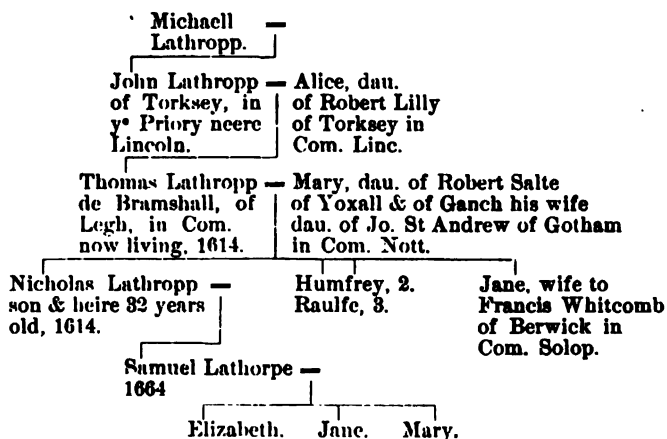 Michaell
Lathropp.
John Lathropp
of Torksey, in
yᵉ Priory neere
Lincoln.
Alice, dau.
of Robert Lilly
of Torksey in
Com. Linc.
Thomas Lathropp
de Bramshall, of
Legh, in Com.
now living, 1614.
Mary, dau. of Robert Salte
of Yoxall & of Ganch his wife
dau. of Jo. St Andrew of Gotham
in Com. Nott.
Nicholas Lathropp
son & heire 32 years
old, 1614.
Humfrey, 2.
Raulfe, 3.
Jane, wife to
Francis Whitcomb
of Berwick in
Com. Solop.
Samuel Lathorpe
1664
Elizabeth. Jane. Mary.